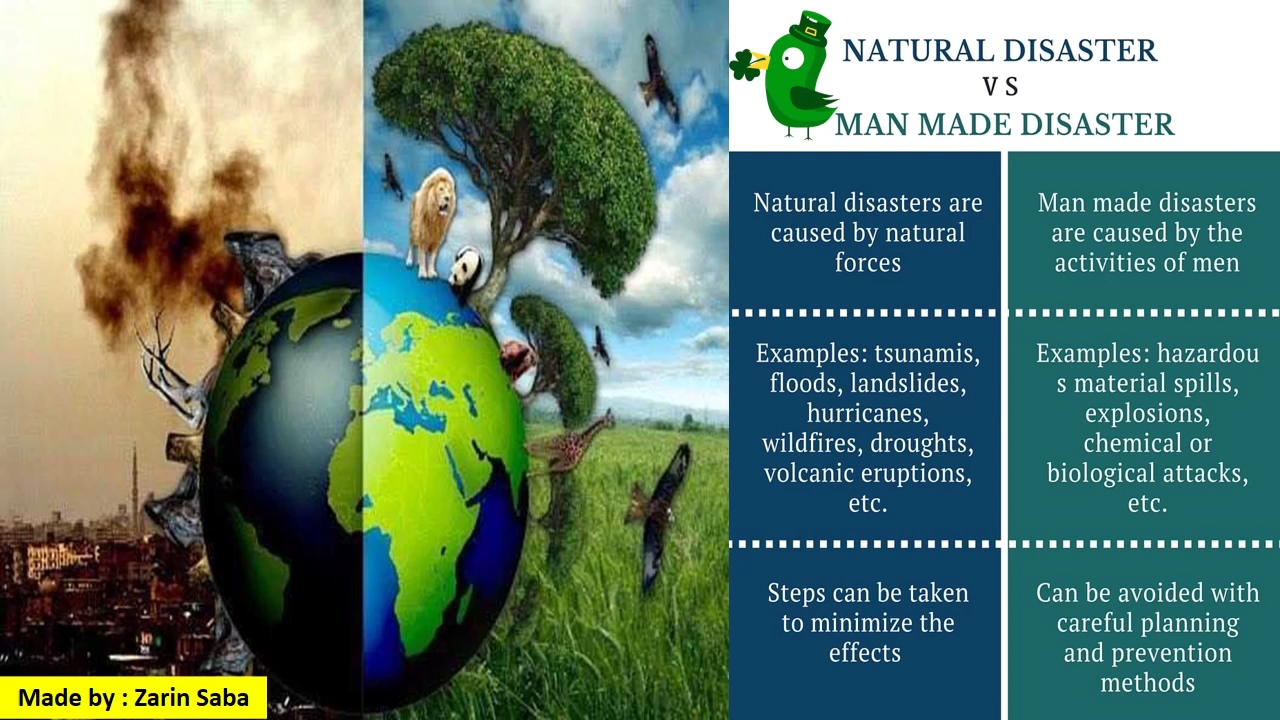 NATURAL DISASTER
VS
MAN MADE DISASTER
Natural disasters are
caused by natural
forces
Man made disasters
are caused by the
activities of men
Examples: tsunamis,
floods, landslides,
hurricanes,
wildfires, droughts,
volcanic eruptions,
etc.
Examples: hazardou
s material spills,
explosions,
chemical or
biological attacks,
etc.
Steps can be taken
to minimize the
effects
Can be avoided with
careful planning
and prevention
methods
Made by : Zarin Saba